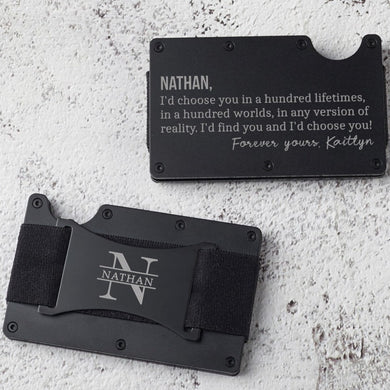 NATHAN,
I'd choose you in a hundred lifetimes,
in a hundred worlds, in any version of
reality. I'd find you and I'd choose you!
Forever yours, Kaitlyn
N
NATHAN